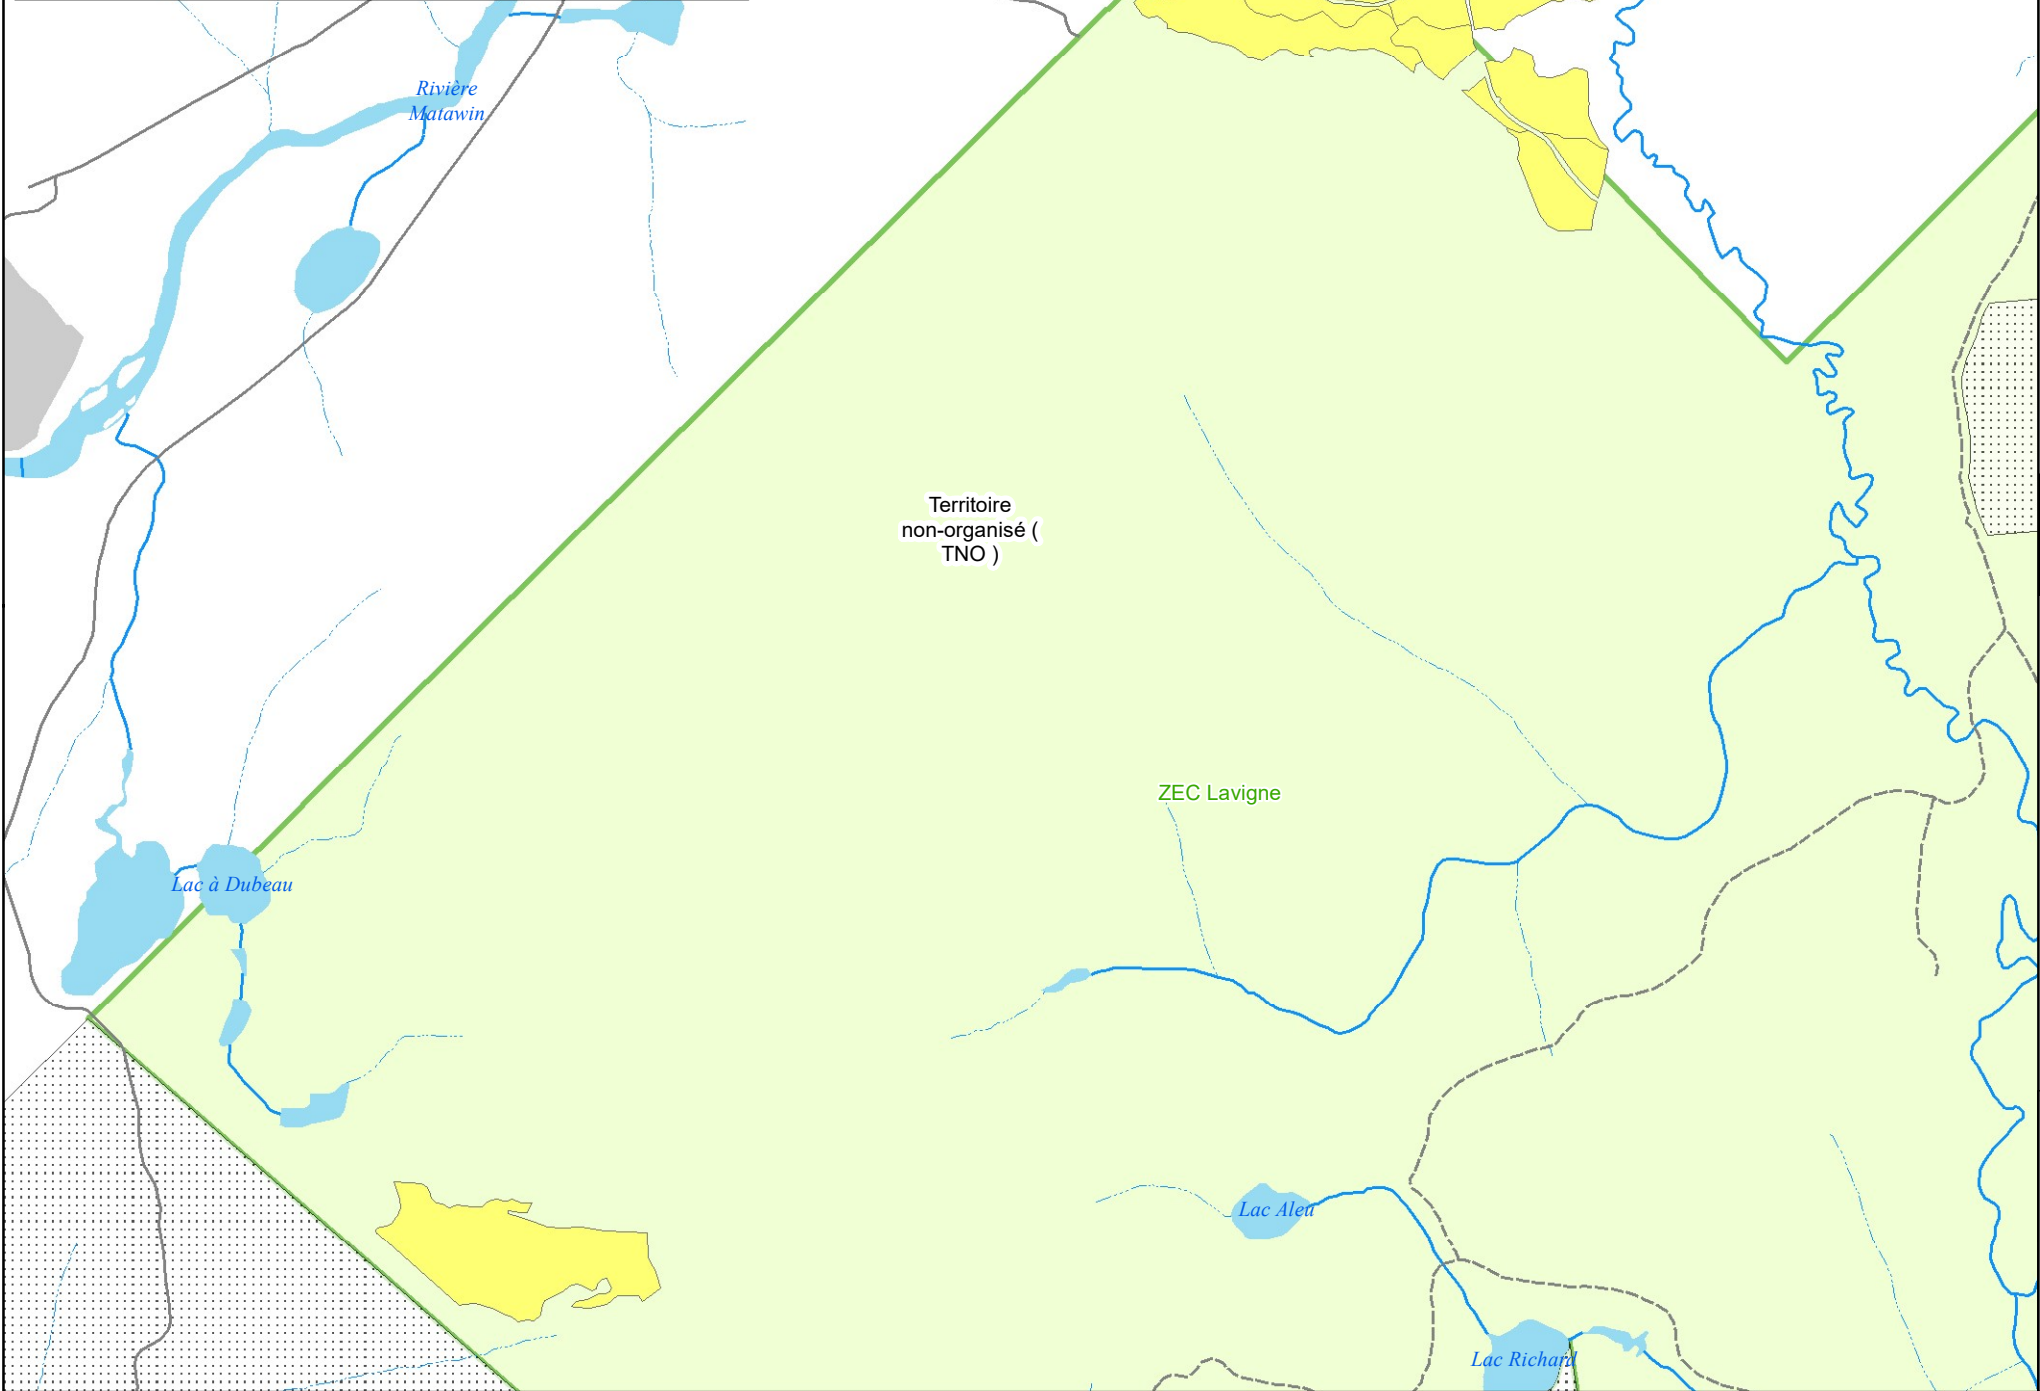 Rivière
Matawin
Territoire
non-organisé (
TNO )
ZEC Lavigne
Lac à Dubeau
Lac Aleu
Lac Richard